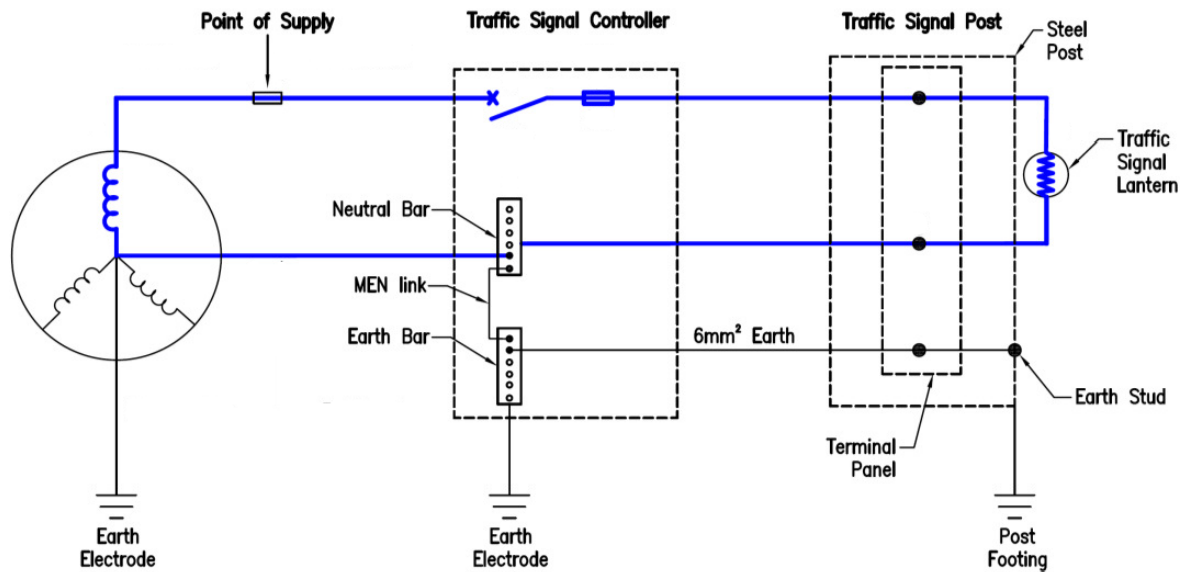 Point of Supply
Traffic Signal Controller
Traffic Signal Post
Steel
Post
Traffic
Signal
Lantern
Neutral Bar
MEN link
Earth Bar
6mm² Earth
Earth Stud
Terminal
Panel
Earth
Electrode
Earth
Electrode
Post
Footing